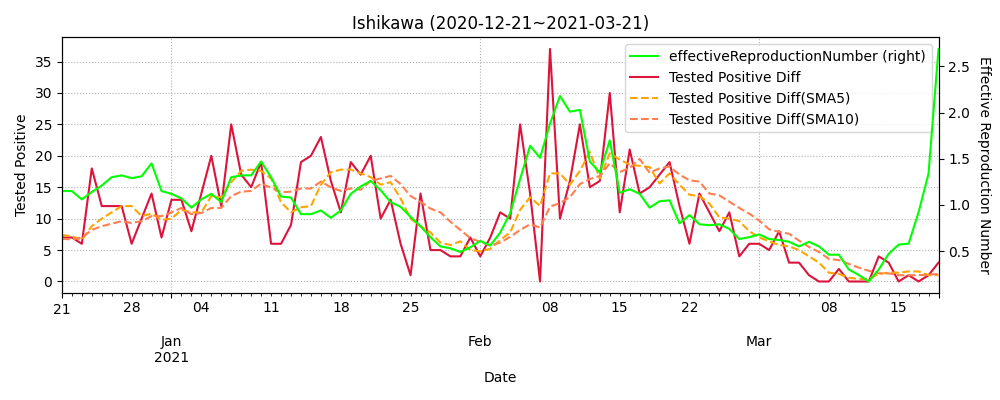 Ishikawa (2020-12-21~2021-03-21)
effectiveReproductionNumber (right)
Tested Positive Diff
Tested Positive Diff(SMA5)
Tested Positive Diff(SMA10)
Tested Positive
35
30
25
20
15
10
5
0
2.5
2.0
1.5
1.0
0.5
Effective Reproduction Number
21 28 04 11 18 25 08 15 22 08 15
Jan Feb Mar
2021
Date